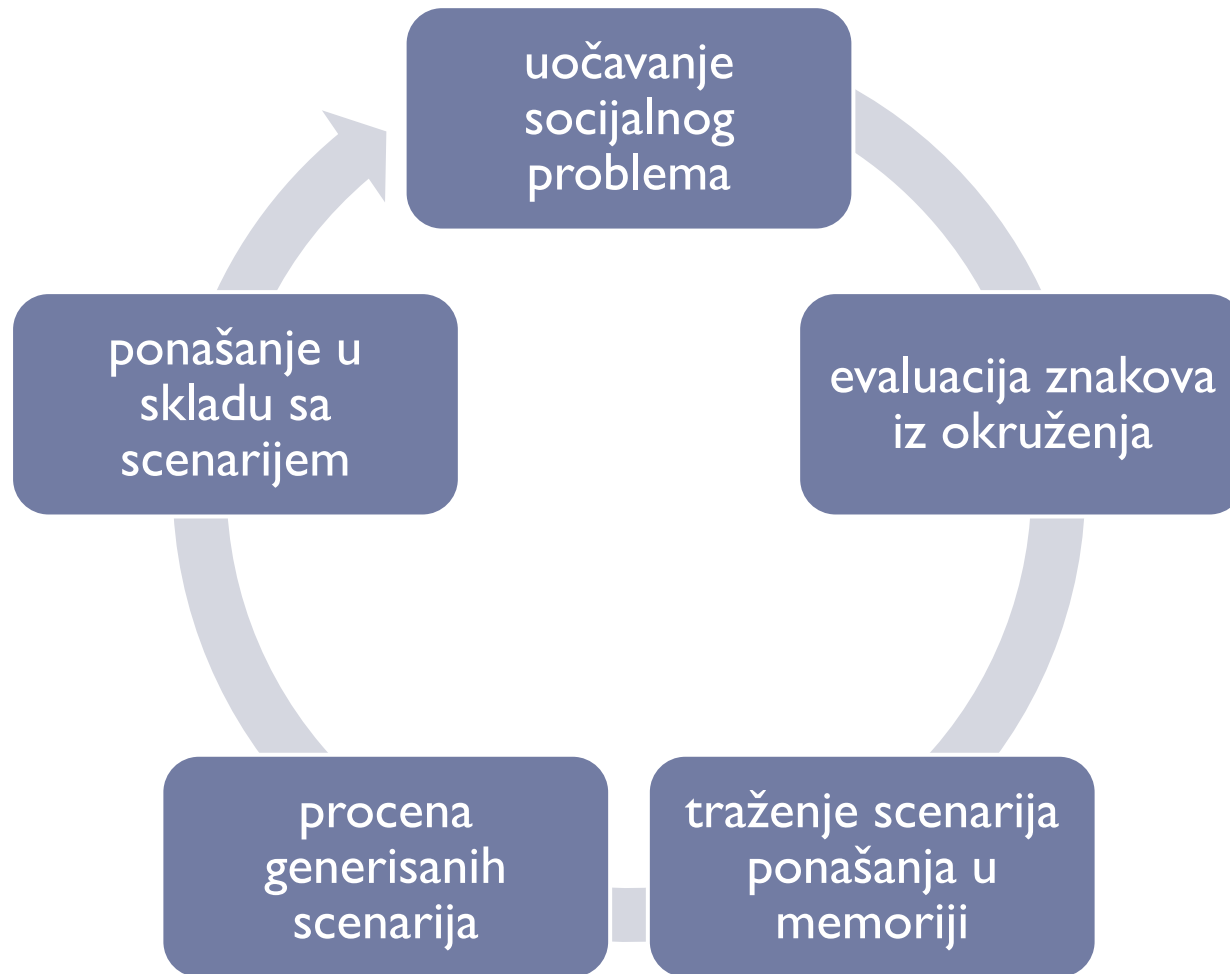 uočavanje
socijalnog
problema
evaluacija znakova
iz okruženja
traženje scenarija
ponašanja u
memoriji
procena
generisanih
scenarija
ponašanje u
skladu sa
scenarijem